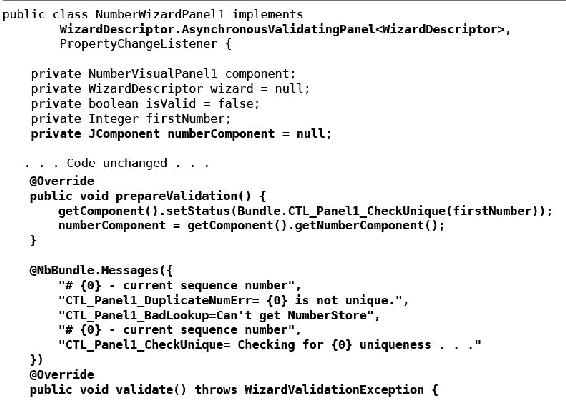 public class NumberWizardPanel1 implements
WizardDescriptor.AsynchronousValidatingPanel<WizardDescriptor>,
PropertyChangeListener {
private NumberVisualPanel1 component;
private WizardDescriptor wizard = null;
private boolean isValid = false;
private Integer firstNumber;
private JComponent numberComponent = null;
. . . Code unchanged . . .
@Override
public void prepareValidation() {
getComponent().setStatus(Bundle.CTL_Panel1_CheckUnique(firstNumber));
numberComponent = getComponent().getNumberComponent();
}
@NbBundle.Messages({
"# {0} - current sequence number",
"CTL_Panel1_DuplicateNumErr= {0} is not unique.",
"CTL_Panel1_BadLookup=Can't get NumberStore",
"# {0} - current sequence number",
"CTL_Panel1_CheckUnique= Checking for {0} uniqueness . . ."
})
@Override
public void validate() throws WizardValidationException {